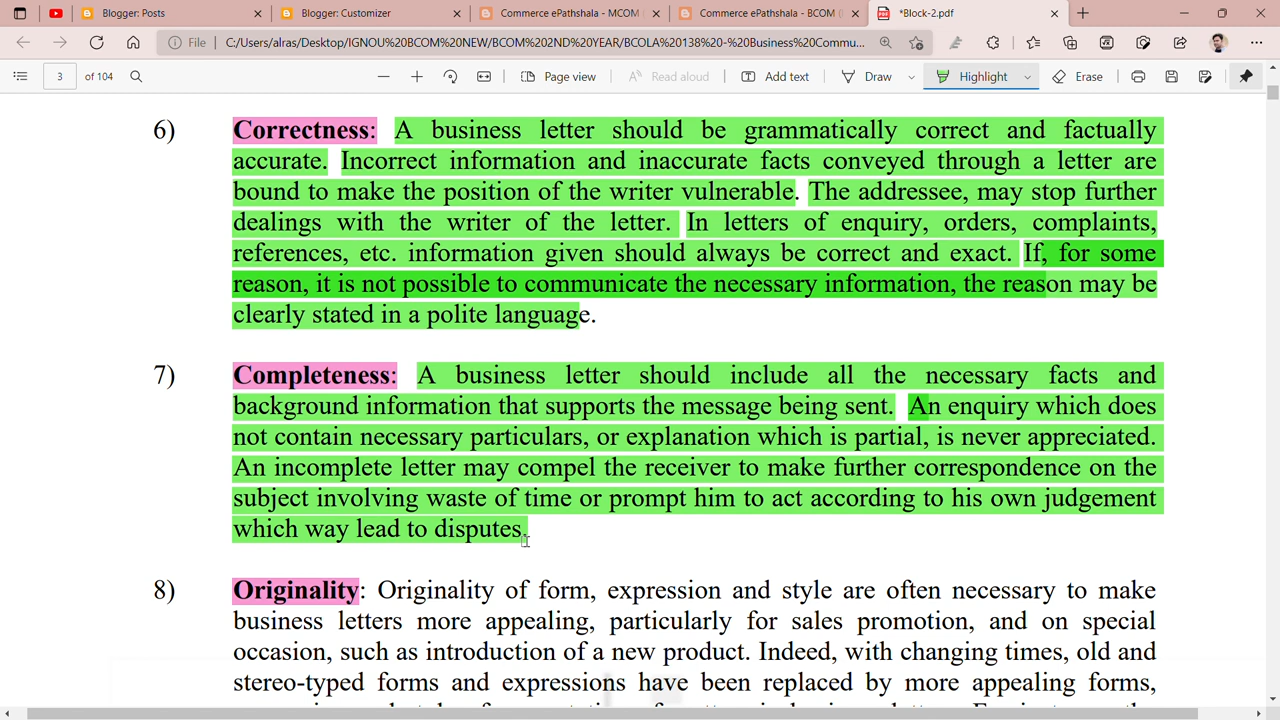 Blogger: Posts
Blogger: Customizer
Commerce ePathshala - MCOM
Commerce ePathshala - BCOM
*Block-2.pdf
File
C:/Users/alras/Desktop/IGNOU%20BCOM%20NEW/BCOM%202ND%20YEAR/BCOLA%20138%20-%20Business%20Commu...
3 of 104
Page view
Read aloud
Add text
Draw
Highlight
Erase
6) Correctness: A business letter should be grammatically correct and factually
accurate. Incorrect information and inaccurate facts conveyed through a letter are
bound to make the position of the writer vulnerable. The addressee, may stop further
dealings with the writer of the letter. In letters of enquiry, orders, complaints,
references, etc. information given should always be correct and exact. If, for some
reason, it is not possible to communicate the necessary information, the reason may be
clearly stated in a polite language.
7) Completeness: A business letter should include all the necessary facts and
background information that supports the message being sent. An enquiry which does
not contain necessary particulars, or explanation which is partial, is never appreciated.
An incomplete letter may compel the receiver to make further correspondence on the
subject involving waste of time or prompt him to act according to his own judgement
which way lead to disputes.
8) Originality: Originality of form, expression and style are often necessary to make
business letters more appealing, particularly for sales promotion, and on special
occasion, such as introduction of a new product. Indeed, with changing times, old and
stereo-typed forms and expressions have been replaced by more appealing forms,